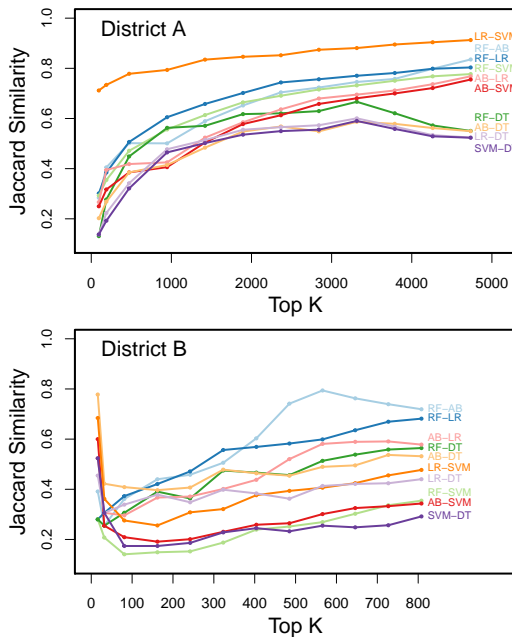 District A
Jaccard Similarity
1.0
0.8
0.6
0.4
0.2
LR−SVM
RF−AB
RF−LR
RF−SVM
AB−LR
AB−SVM
RF−DT
AB−DT
LR−DT
SVM−DT
0 1000 2000 3000 4000 5000
Top K
District B
Jaccard Similarity
1.0
0.8
0.6
0.4
0.2
RF−AB
RF−LR
AB−LR
RF−DT
AB−DT
LR−SVM
LR−DT
RF−SVM
AB−SVM
SVM−DT
0 100 200 300 400 500 600 700 800
Top K